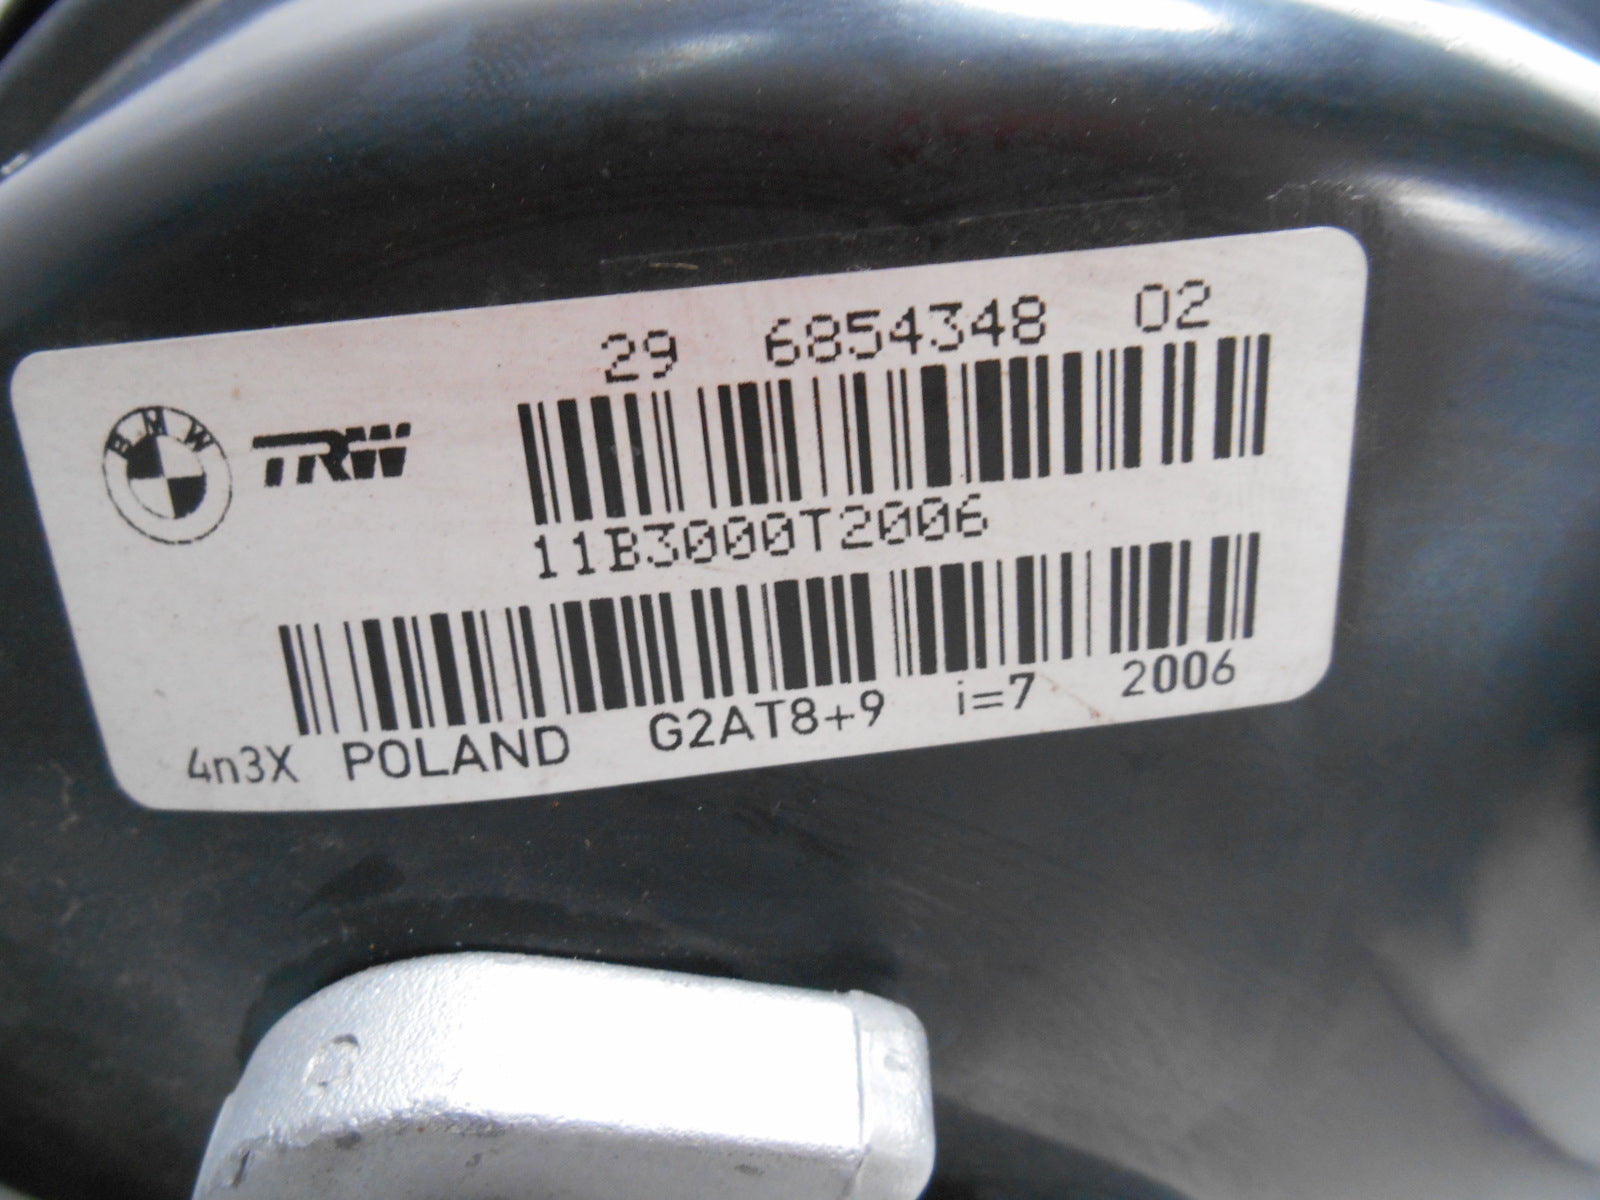 29 6854348 02
BMW TRW
11B3000T2006
4n3X POLAND G2AT8+9 i=7 2006